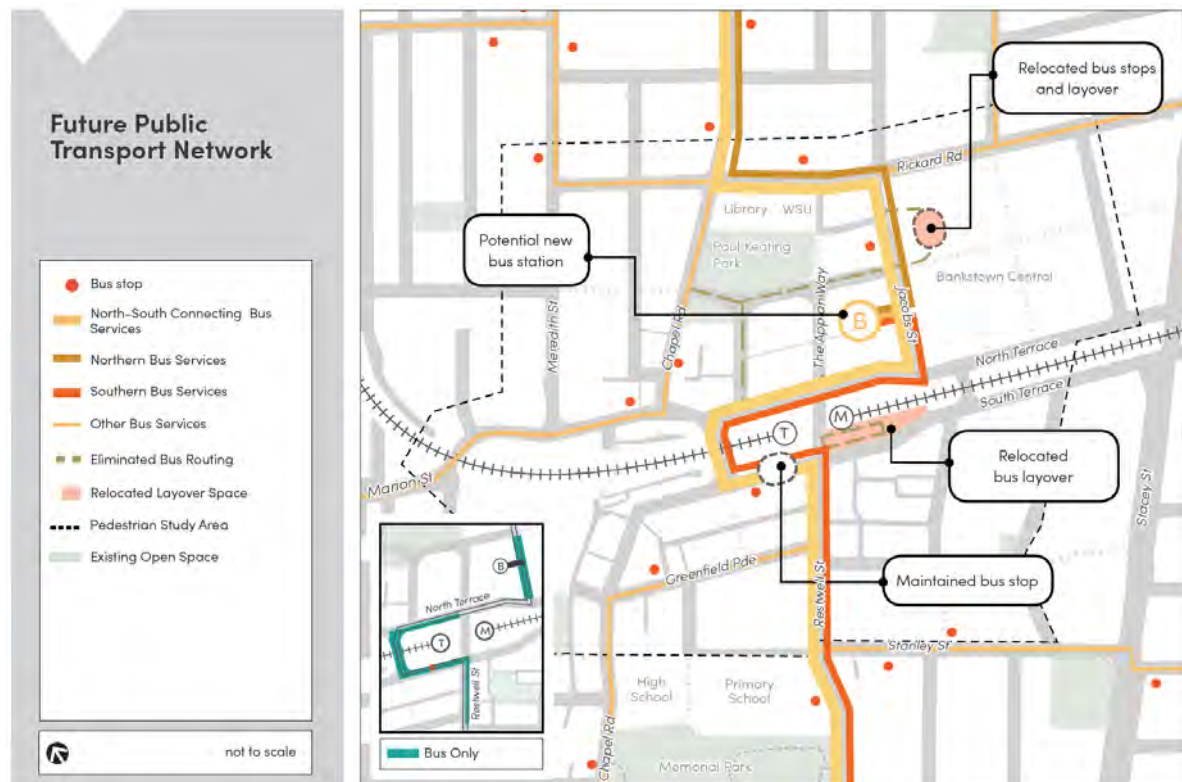 Future Public
Transport Network
Bus stop
North-South Connecting Bus
Services
Northern Bus Services
Southern Bus Services
Other Bus Services
Eliminated Bus Routing
Relocated Layover Space
Pedestrian Study Area
Existing Open Space
not to scale
Relocated bus stops
and layover
Rickard Rd
Library WSU
Potential new
bus station
Paul Keating
Park
Bankstown Central
Meredith St
Chapel Rd
The Appian Way
Jacobs St
B
North Terrace
South Terrace
M
T
Marion St
Relocated
bus layover
Stacey St
Maintained bus stop
Greenfield Pde
Restwell St
Stanley St
High
School
Primary
School
Chapel Rd
Memorial Park
B
North Terrace
T
M
Restwell St
Bus Only